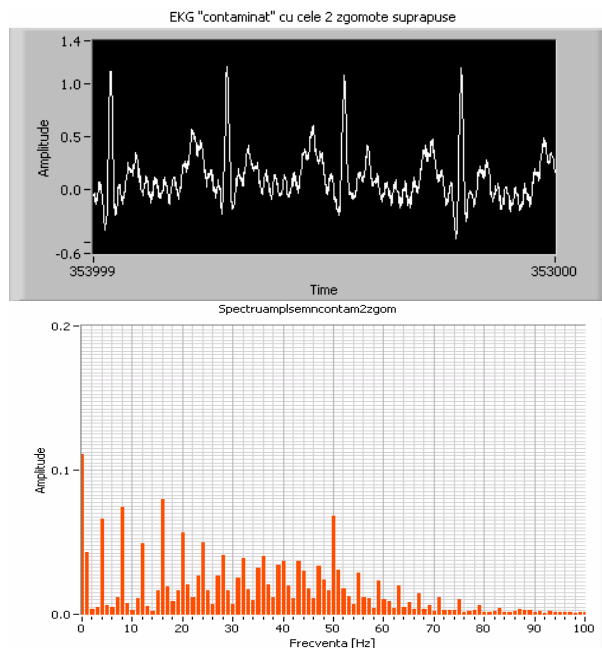 EKG "contaminat" cu cele 2 zgomote suprapuse
1.4
1.0
0.5
0.0
-0.6
Amplitude
353999
353000
Time
Spectruamplsemncontam2zgom
0.2
0.1
0.0
Amplitude
0 10 20 30 40 50 60 70 80 90 100
Frecventa [Hz]